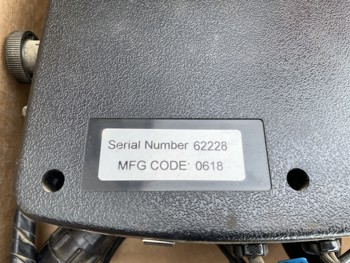 Serial Number 62228
MFG CODE: 0618